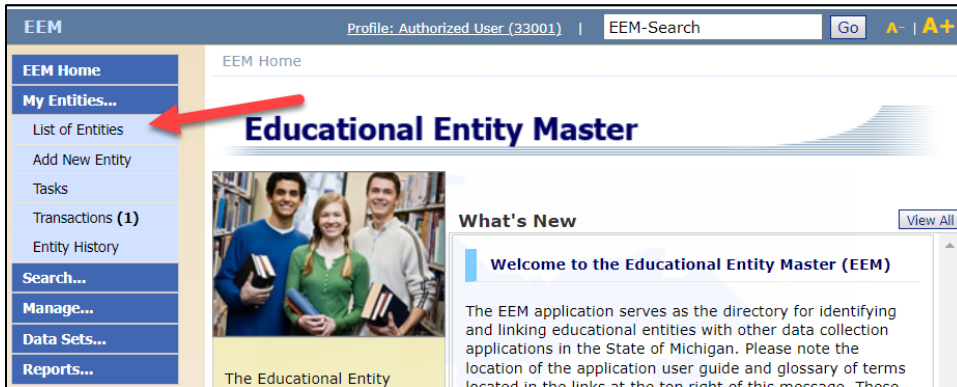 EEM
Profile: Authorized User (33001) |
EEM-Search
Go
A- | A+
EEM Home
My Entities...
List of Entities
Add New Entity
Tasks
Transactions (1)
Entity History
Search...
Manage...
Data Sets...
Reports...
EEM Home
Educational Entity Master
The Educational Entity
What's New
View All
Welcome to the Educational Entity Master (EEM)
The EEM application serves as the directory for identifying
and linking educational entities with other data collection
applications in the State of Michigan. Please note the
location of the application user guide and glossary of terms
located in the links at the top right of this message. These